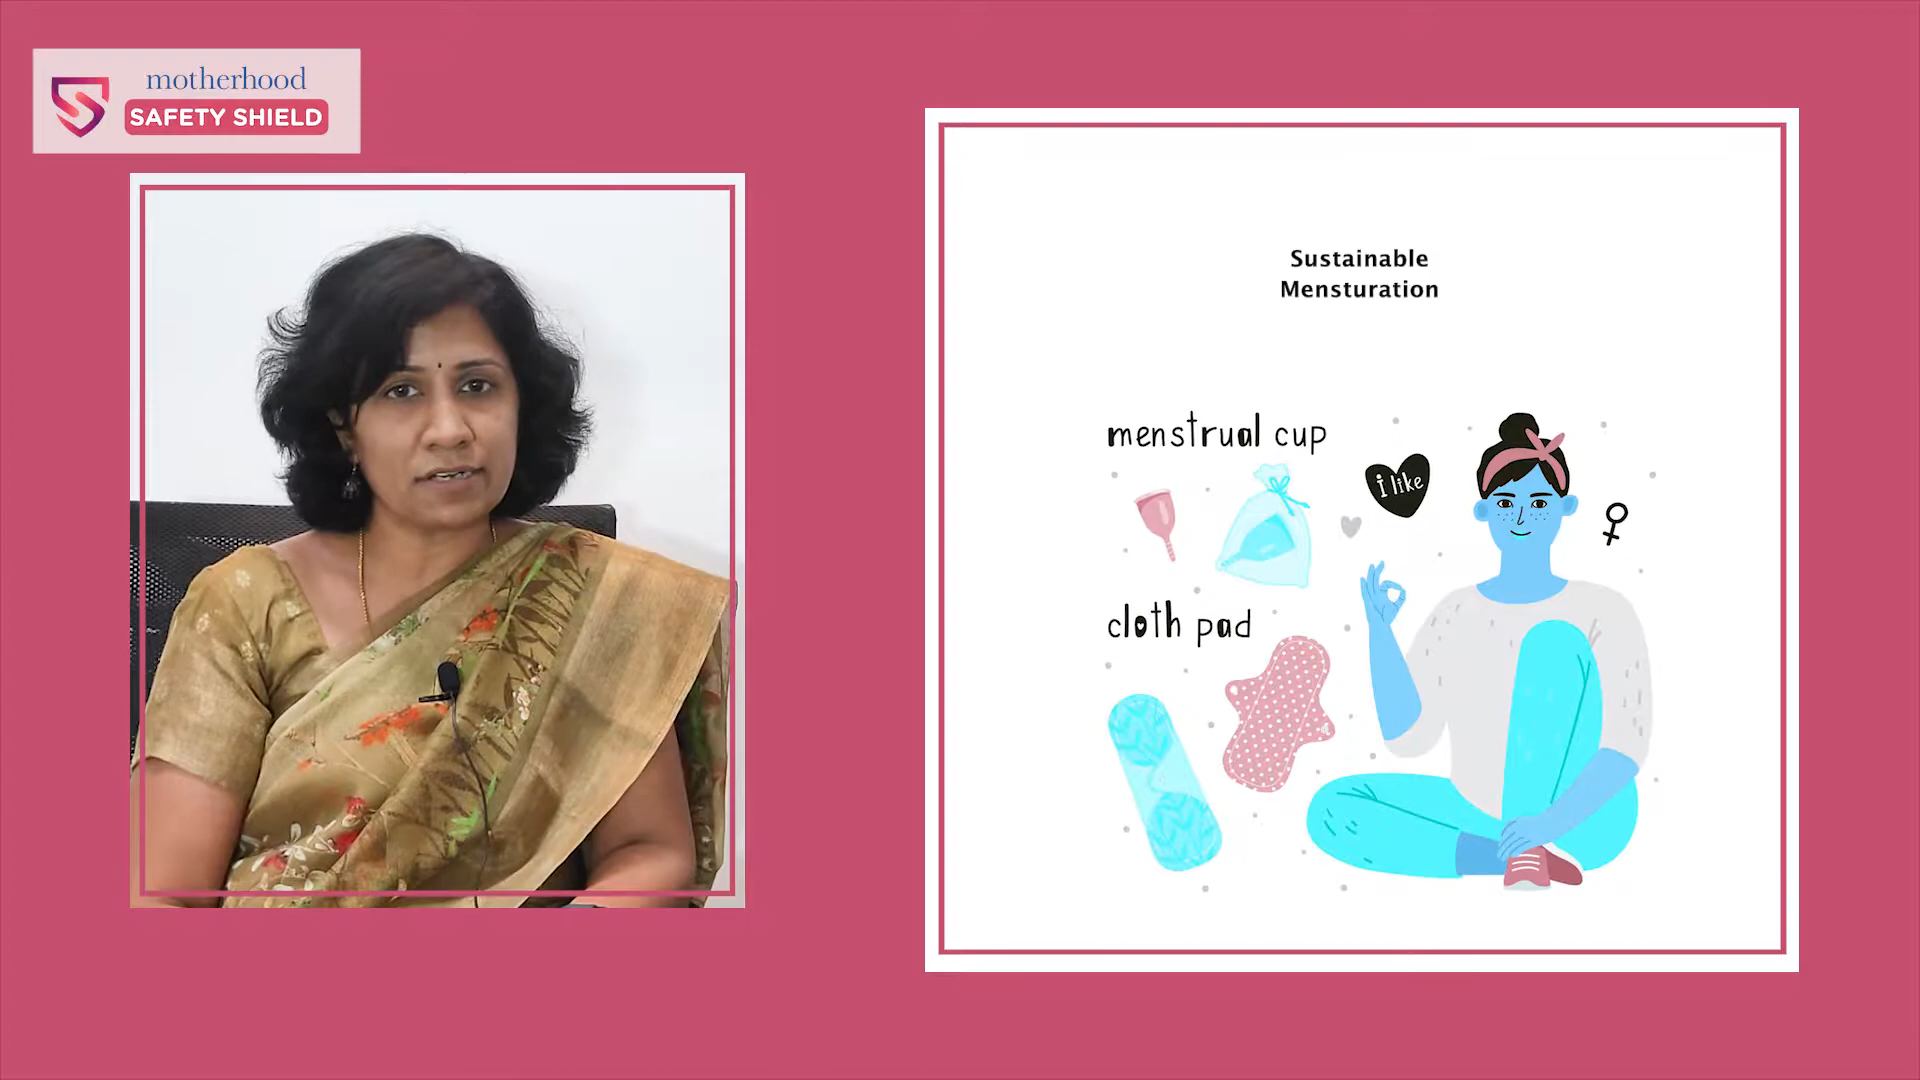 motherhood
SAFETY SHIELD
Sustainable
Mensturation
menstrual cup
i like
cloth pad